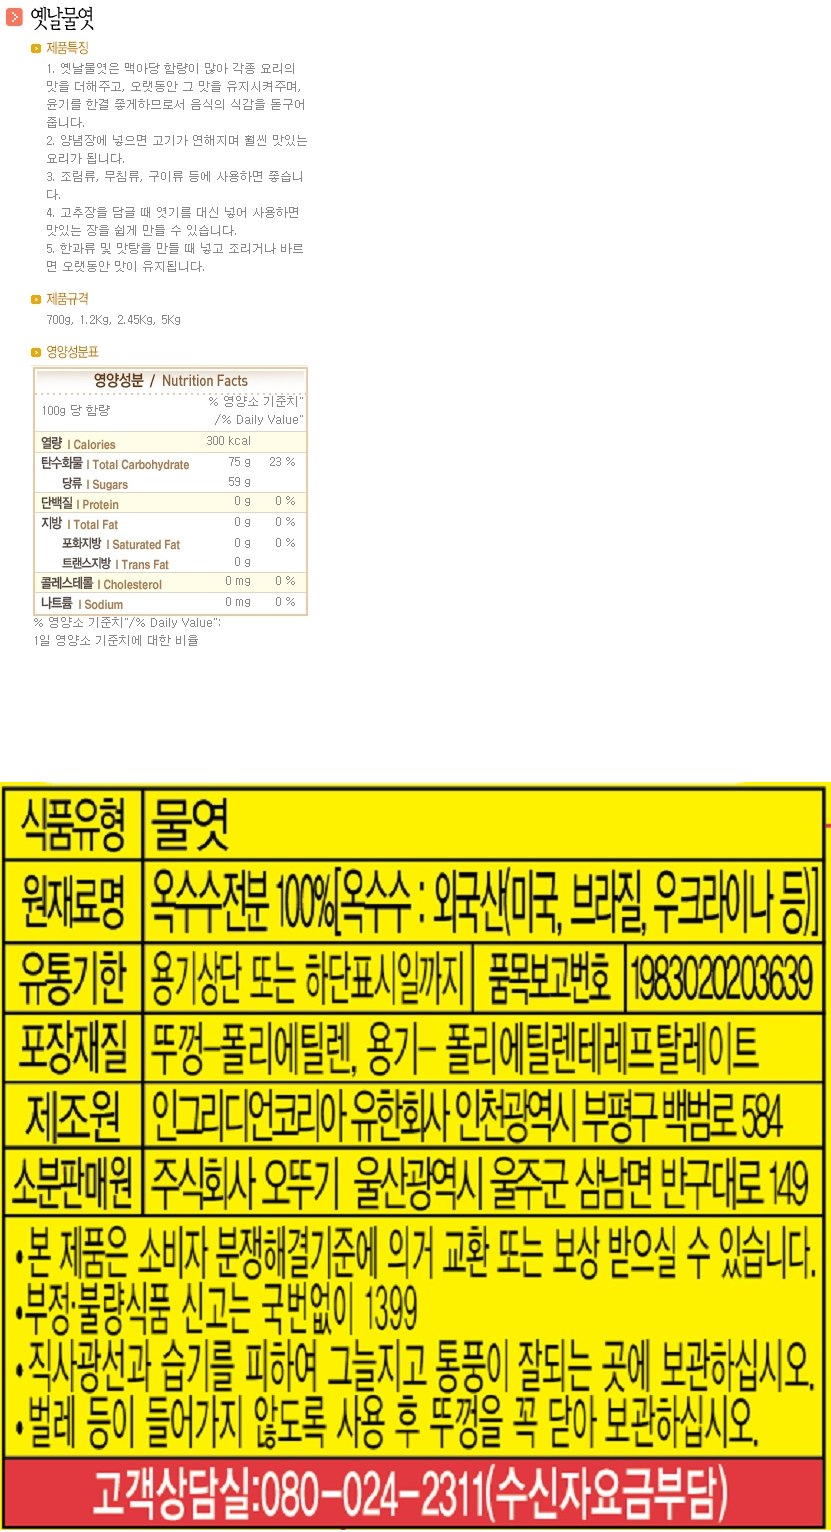 옛날물엿
제품특징
1. 옛날물엿은 맥아당 함량이 많아 각종 요리의
맛을 더해주고, 오랫동안 그 맛을 유지시켜주며,
윤기를 한결 좋게하므로서 음식의 식감을 돋구어
줍니다.
2. 양념장에 넣으면 고기가 연해지며 훨씬 맛있는
요리가 됩니다.
3. 조림류, 무침류, 구이류 등에 사용하면 좋습니
다.
4. 고추장을 담글 때 엿기름 대신 넣어 사용하면
맛있는 장을 쉽게 만들 수 있습니다.
5. 한과류 및 맛탕을 만들 때 넣고 조리거나 바르
면 오랫동안 맛이 유지됩니다.
제품규격
700g, 1.2Kg, 2.45Kg, 5Kg
영양성분표
영양성분 / Nutrition Facts
100g 당 함량 % 영양소 기준치"
/% Daily Value"
열량 | Calories 300 kcal
탄수화물 | Total Carbohydrate 75 g 23 %
당류 | Sugars 59 g
단백질 | Protein 0 g 0 %
지방 | Total Fat 0 g 0 %
포화지방 | Saturated Fat 0 g 0 %
트랜스지방 | Trans Fat 0 g
콜레스테롤 | Cholesterol 0 mg 0 %
나트륨 | Sodium 0 mg 0 %
% 영양소 기준치"/% Daily Value":
1일 영양소 기준치에 대한 비율
식품유형 물엿
원재료명 옥수수전분 100%[옥수수 : 외국산(미국, 브라질, 우크라이나 등)]
유통기한 용기상단 또는 하단표시일까지 품목보고번호 1983020203639
포장재질 뚜껑-폴리에틸렌, 용기- 폴리에틸렌테레프탈레이트
제조원 인그리디언코리아 유한회사 인천광역시 부평구 백범로 584
소분판매원 주식회사 오뚜기 울산광역시 울주군 삼남면 반구대로 149
•본 제품은 소비자 분쟁해결기준에 의거 교환 또는 보상 받으실 수 있습니다.
•부정·불량식품 신고는 국번없이 1399
•직사광선과 습기를 피하여 그늘지고 통풍이 잘되는 곳에 보관하십시오.
•벌레 등이 들어가지 않도록 사용 후 뚜껑을 꼭 닫아 보관하십시오.
고객상담실:080-024-2311(수신자요금부담)